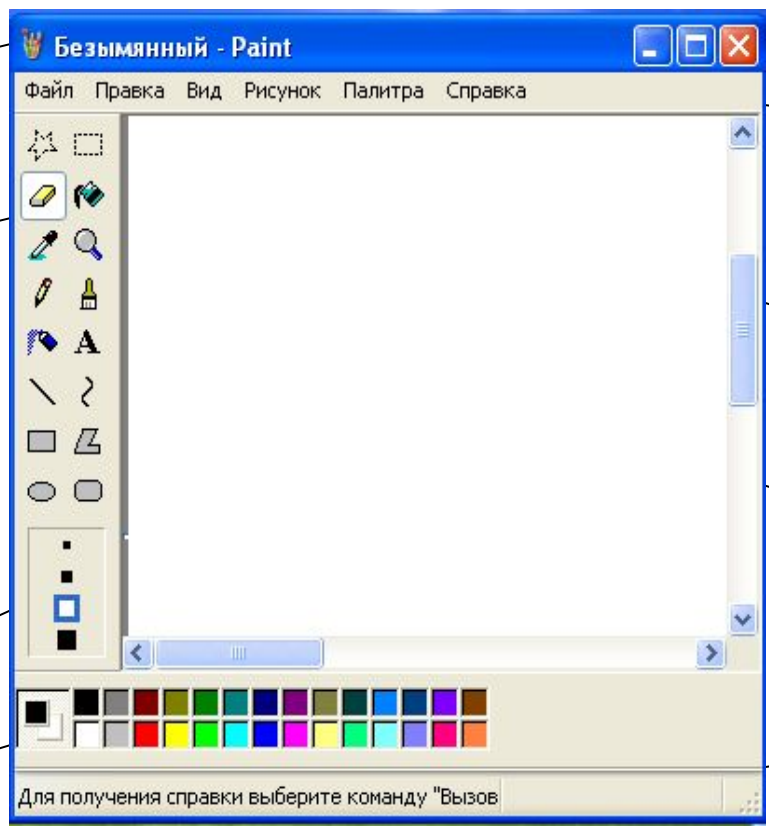 Безымянный - Paint
Файл Правка Вид Рисунок Палитра Справка
A
Для получения справки выберите команду "Вызов